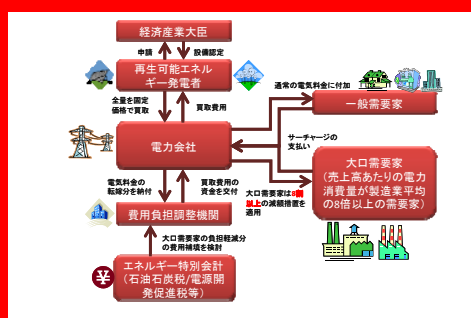 経済産業大臣
申請
設備認定
再生可能エネル
ギー発電者
全量を固定
価格で買取
買取費用
通常の電気料金に付加
一般需要家
電力会社
サーチャージの
支払い
大口需要家
(売上高あたりの電力
消費量が製造業平均
の8倍以上の需要家)
電気料金の
転嫁分を納付
買取費用の
資金を交付
大口需要家は8割
以上の減額措置を
適用
費用負担調整機関
大口需要家の負担軽減分
の費用補填を検討
エネルギー特別会計
(石油石炭税/電源開
発促進税等)
¥